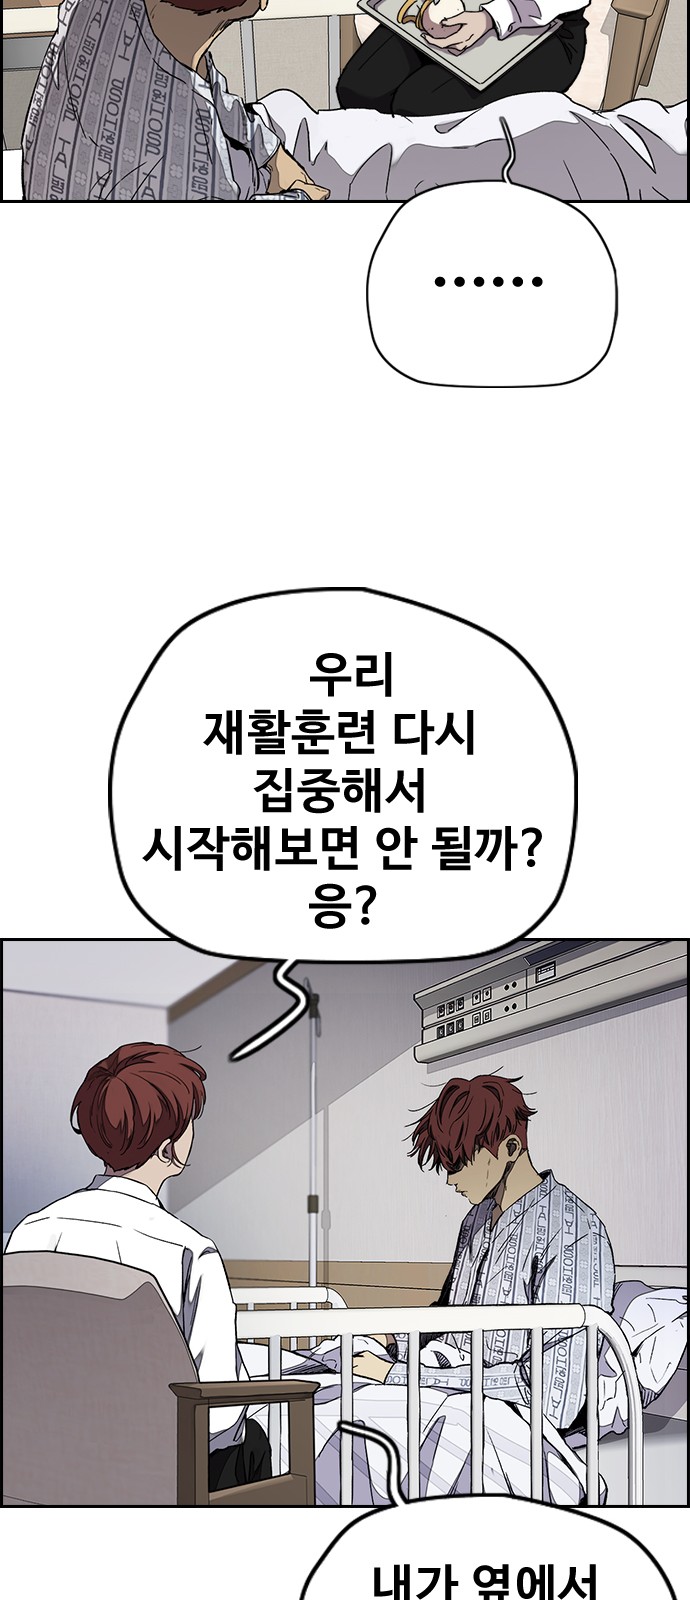 ......
우리
재활훈련 다시
집중해서
시작해보면 안 될까?
응?
내가 옆에서